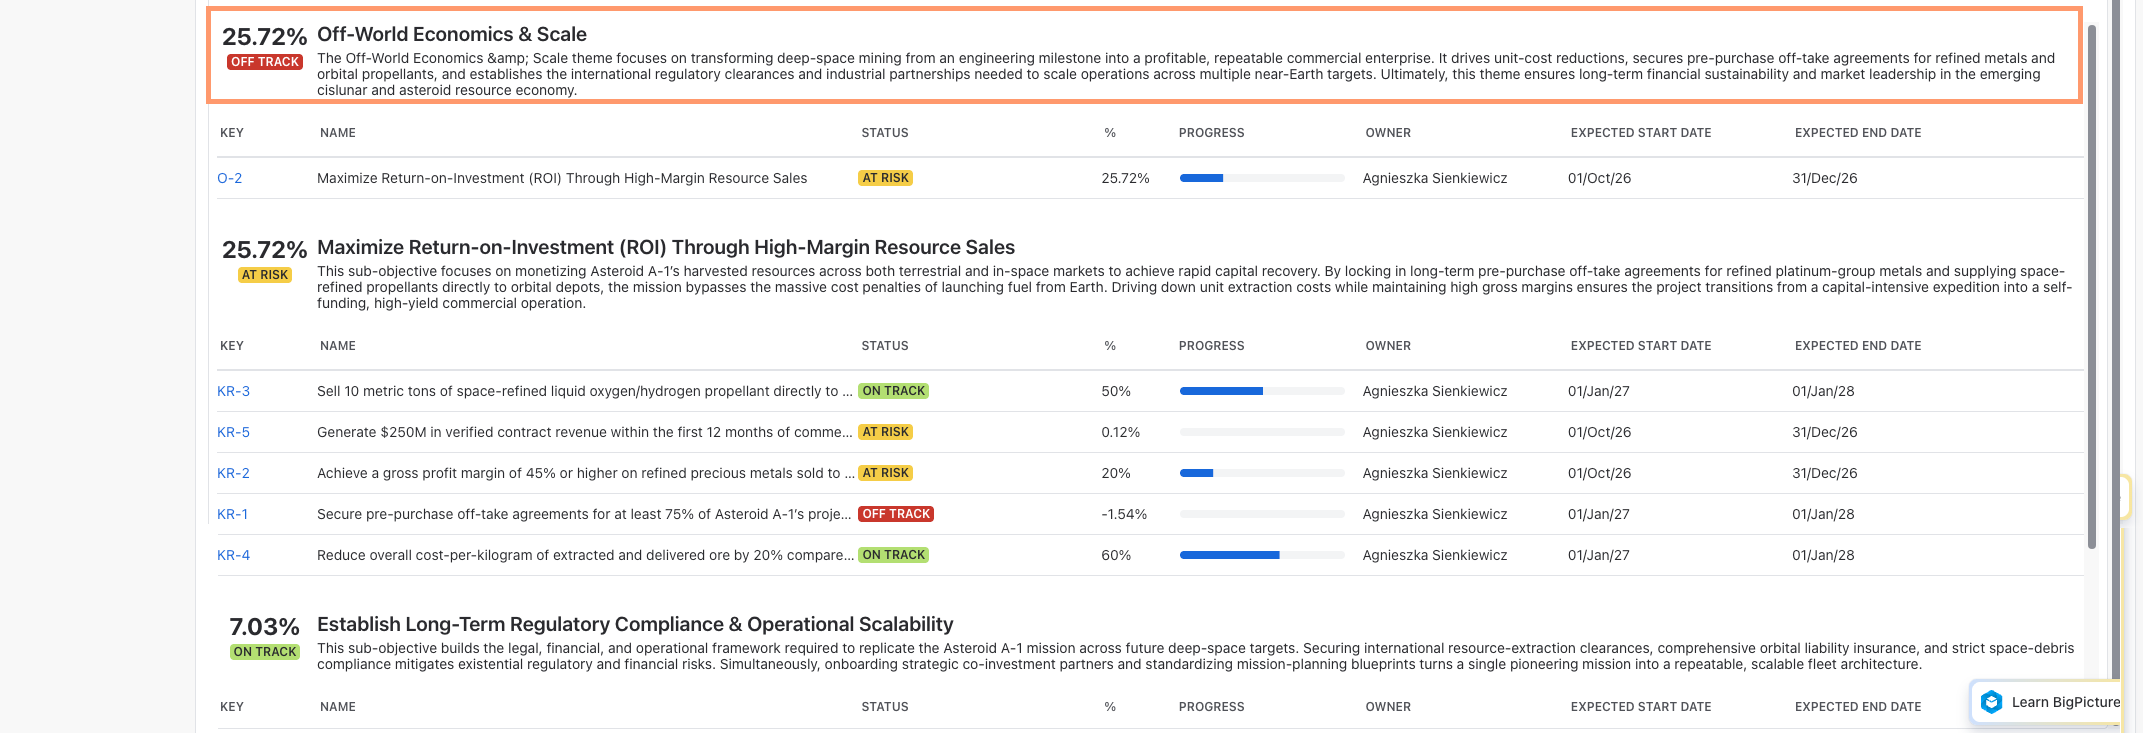 25.72% Off-World Economics & Scale
OFF TRACK
The Off-World Economics &amp; Scale theme focuses on transforming deep-space mining from an engineering milestone into a profitable, repeatable commercial enterprise. It drives unit-cost reductions, secures pre-purchase off-take agreements for refined metals and
orbital propellants, and establishes the international regulatory clearances and industrial partnerships needed to scale operations across multiple near-Earth targets. Ultimately, this theme ensures long-term financial sustainability and market leadership in the emerging
cislunar and asteroid resource economy.
KEY NAME STATUS % PROGRESS OWNER EXPECTED START DATE EXPECTED END DATE
O-2 Maximize Return-on-Investment (ROI) Through High-Margin Resource Sales AT RISK 25.72% Agnieszka Sienkiewicz 01/Oct/26 31/Dec/26
25.72% Maximize Return-on-Investment (ROI) Through High-Margin Resource Sales
AT RISK
This sub-objective focuses on monetizing Asteroid A-1's harvested resources across both terrestrial and in-space markets to achieve rapid capital recovery. By locking in long-term pre-purchase off-take agreements for refined platinum-group metals and supplying space-
refined propellants directly to orbital depots, the mission bypasses the massive cost penalties of launching fuel from Earth. Driving down unit extraction costs while maintaining high gross margins ensures the project transitions from a capital-intensive expedition into a self-
funding, high-yield commercial operation.
KEY NAME STATUS % PROGRESS OWNER EXPECTED START DATE EXPECTED END DATE
KR-3 Sell 10 metric tons of space-refined liquid oxygen/hydrogen propellant directly to ... ON TRACK 50% Agnieszka Sienkiewicz 01/Jan/27 01/Jan/28
KR-5 Generate $250M in verified contract revenue within the first 12 months of comme... AT RISK 0.12% Agnieszka Sienkiewicz 01/Oct/26 31/Dec/26
KR-2 Achieve a gross profit margin of 45% or higher on refined precious metals sold to ... AT RISK 20% Agnieszka Sienkiewicz 01/Oct/26 31/Dec/26
KR-1 Secure pre-purchase off-take agreements for at least 75% of Asteroid A-1's proje... OFF TRACK -1.54% Agnieszka Sienkiewicz 01/Jan/27 01/Jan/28
KR-4 Reduce overall cost-per-kilogram of extracted and delivered ore by 20% compare... ON TRACK 60% Agnieszka Sienkiewicz 01/Jan/27 01/Jan/28
7.03% Establish Long-Term Regulatory Compliance & Operational Scalability
ON TRACK
This sub-objective builds the legal, financial, and operational framework required to replicate the Asteroid A-1 mission across future deep-space targets. Securing international resource-extraction clearances, comprehensive orbital liability insurance, and strict space-debris
compliance mitigates existential regulatory and financial risks. Simultaneously, onboarding strategic co-investment partners and standardizing mission-planning blueprints turns a single pioneering mission into a repeatable, scalable fleet architecture.
KEY NAME STATUS % PROGRESS OWNER EXPECTED START DATE EXPECTED END DATE
Learn BigPicture